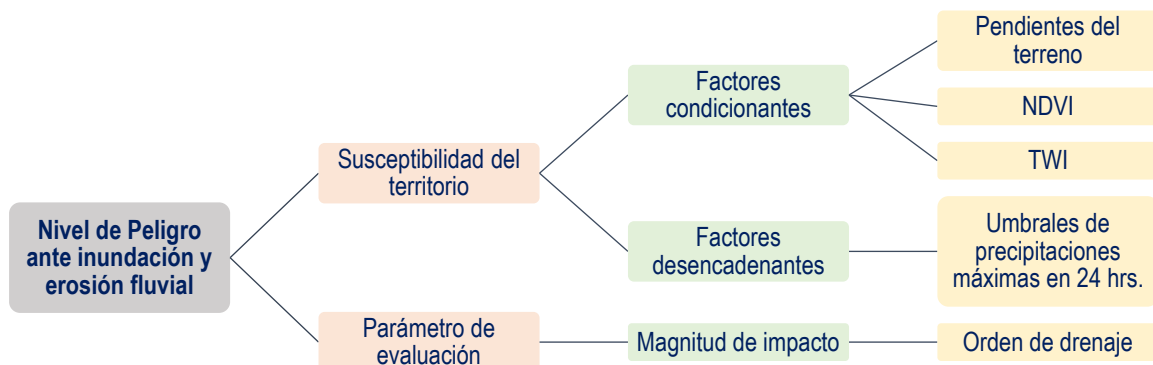 Nivel de Peligro
ante inundación y
erosión fluvial
Susceptibilidad del
territorio
Parámetro de
evaluación
Factores
condicionantes
Factores
desencadenantes
Magnitud de impacto
Pendientes del
terreno
NDVI
TWI
Umbrales de
precipitaciones
máximas en 24 hrs.
Orden de drenaje